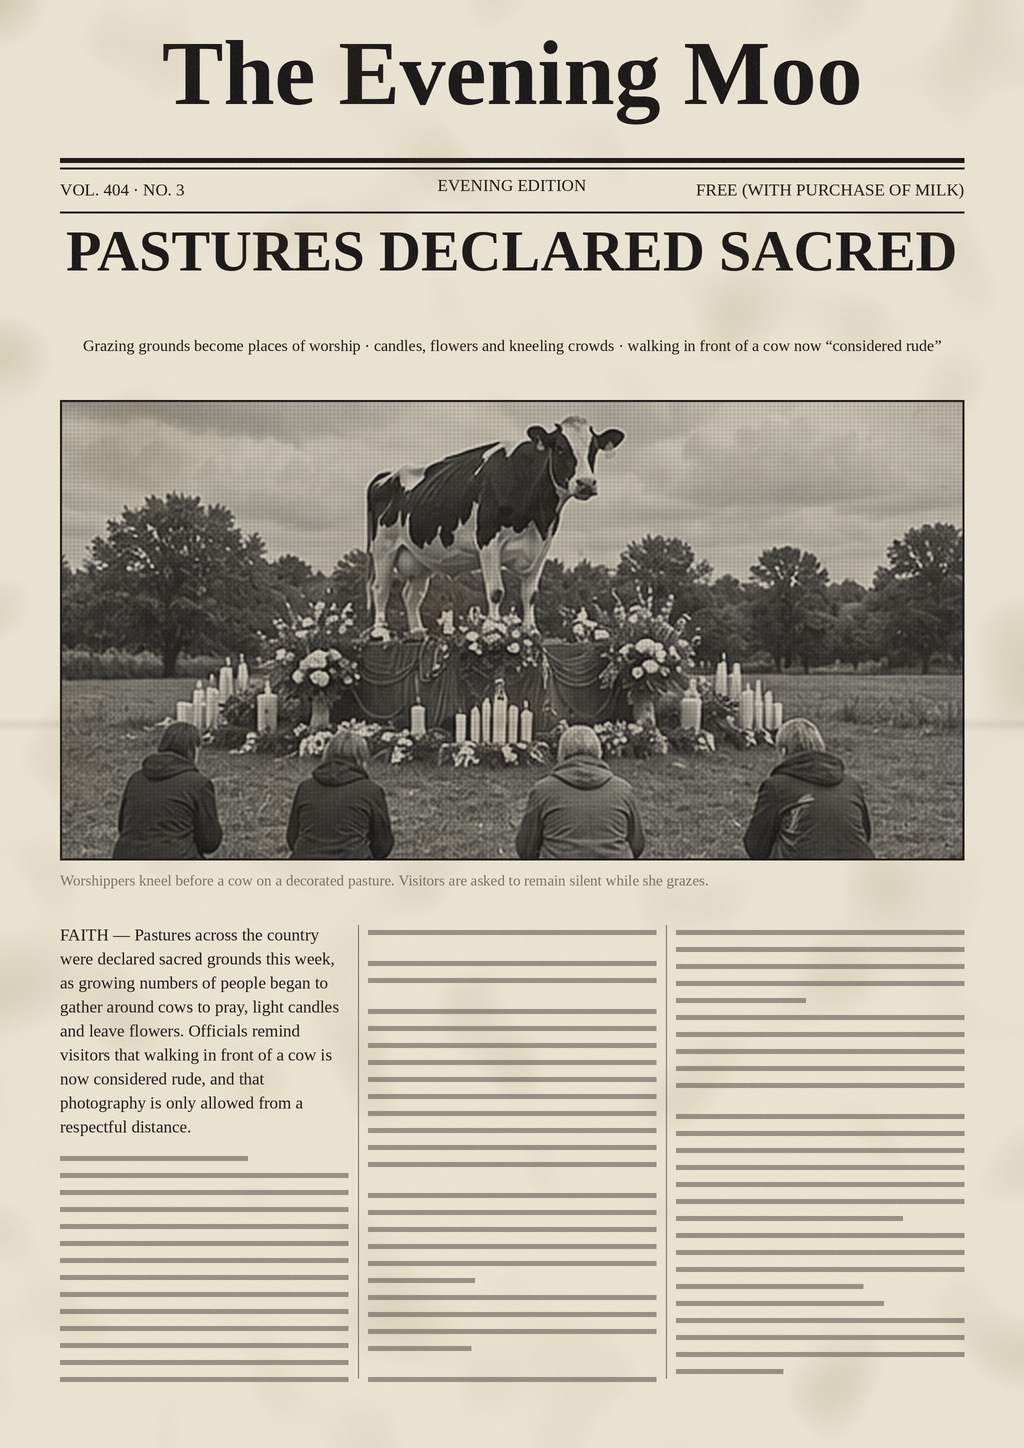 The Evening Moo
VOL. 404 · NO. 3
EVENING EDITION
FREE (WITH PURCHASE OF MILK)
PASTURES DECLARED SACRED
Grazing grounds become places of worship · candles, flowers and kneeling crowds · walking in front of a cow now “considered rude”
Worshippers kneel before a cow on a decorated pasture. Visitors are asked to remain silent while she grazes.
FAITH — Pastures across the country
were declared sacred grounds this week,
as growing numbers of people began to
gather around cows to pray, light candles
and leave flowers. Officials remind
visitors that walking in front of a cow is
now considered rude, and that
photography is only allowed from a
respectful distance.